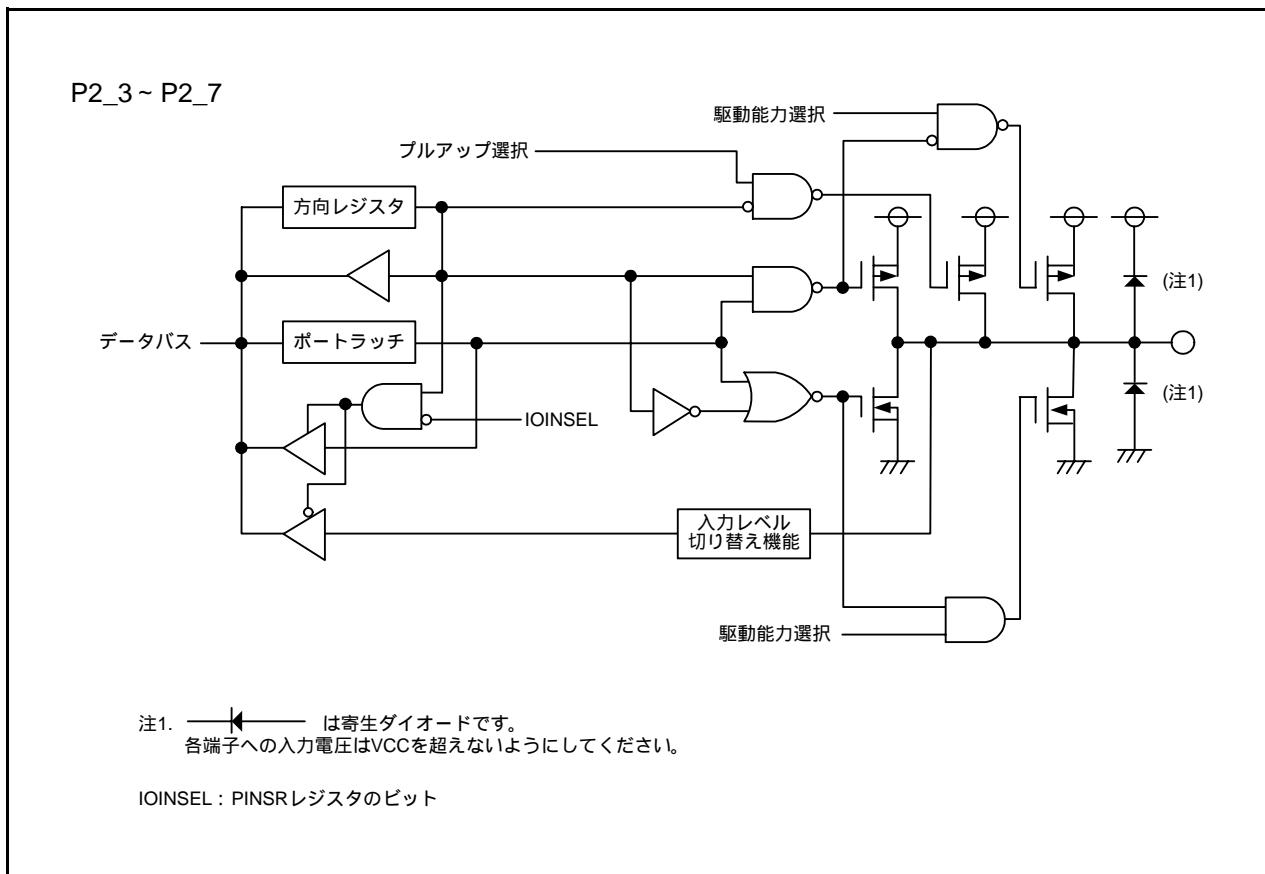 P2_3 ~ P2_7
駆動能力選択
プルアップ選択
方向レジスタ
(注1)
データバス
ポートラッチ
(注1)
IOINSEL
入力レベル
切り替え機能
駆動能力選択
注1. は寄生ダイオードです。
各端子への入力電圧はVCCを超えないようにしてください。
IOINSEL : PINSRレジスタのビット